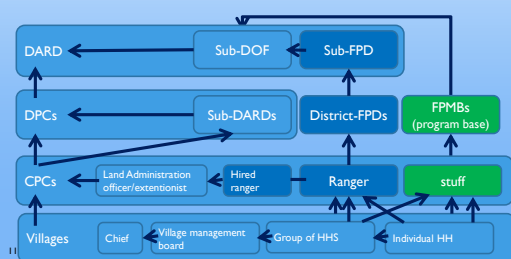 DARD
Sub-DOF
Sub-FPD
DPCs
Sub-DARDs
District-FPDs
FPMBs
(program base)
CPCs
Land Administration
officer/extentionist
Hired
ranger
Ranger
stuff
Villages
Chief
Village management
board
Group of HHS
Individual HH
11